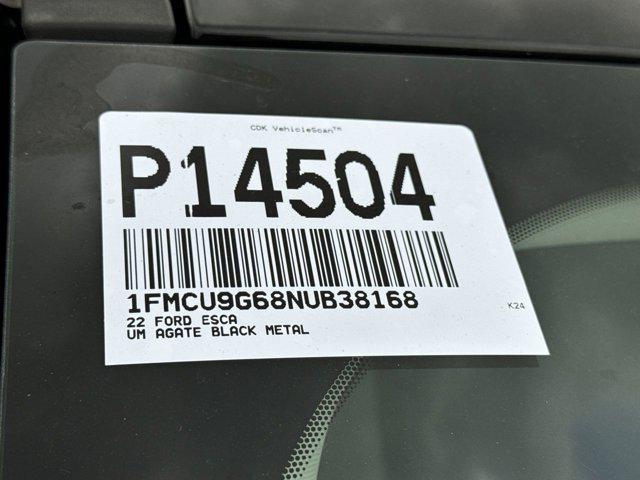 CDK VehicleScan™
P14504
1FMCU9G68NUB38168
22 FORD ESCA
UM AGATE BLACK METAL
K24